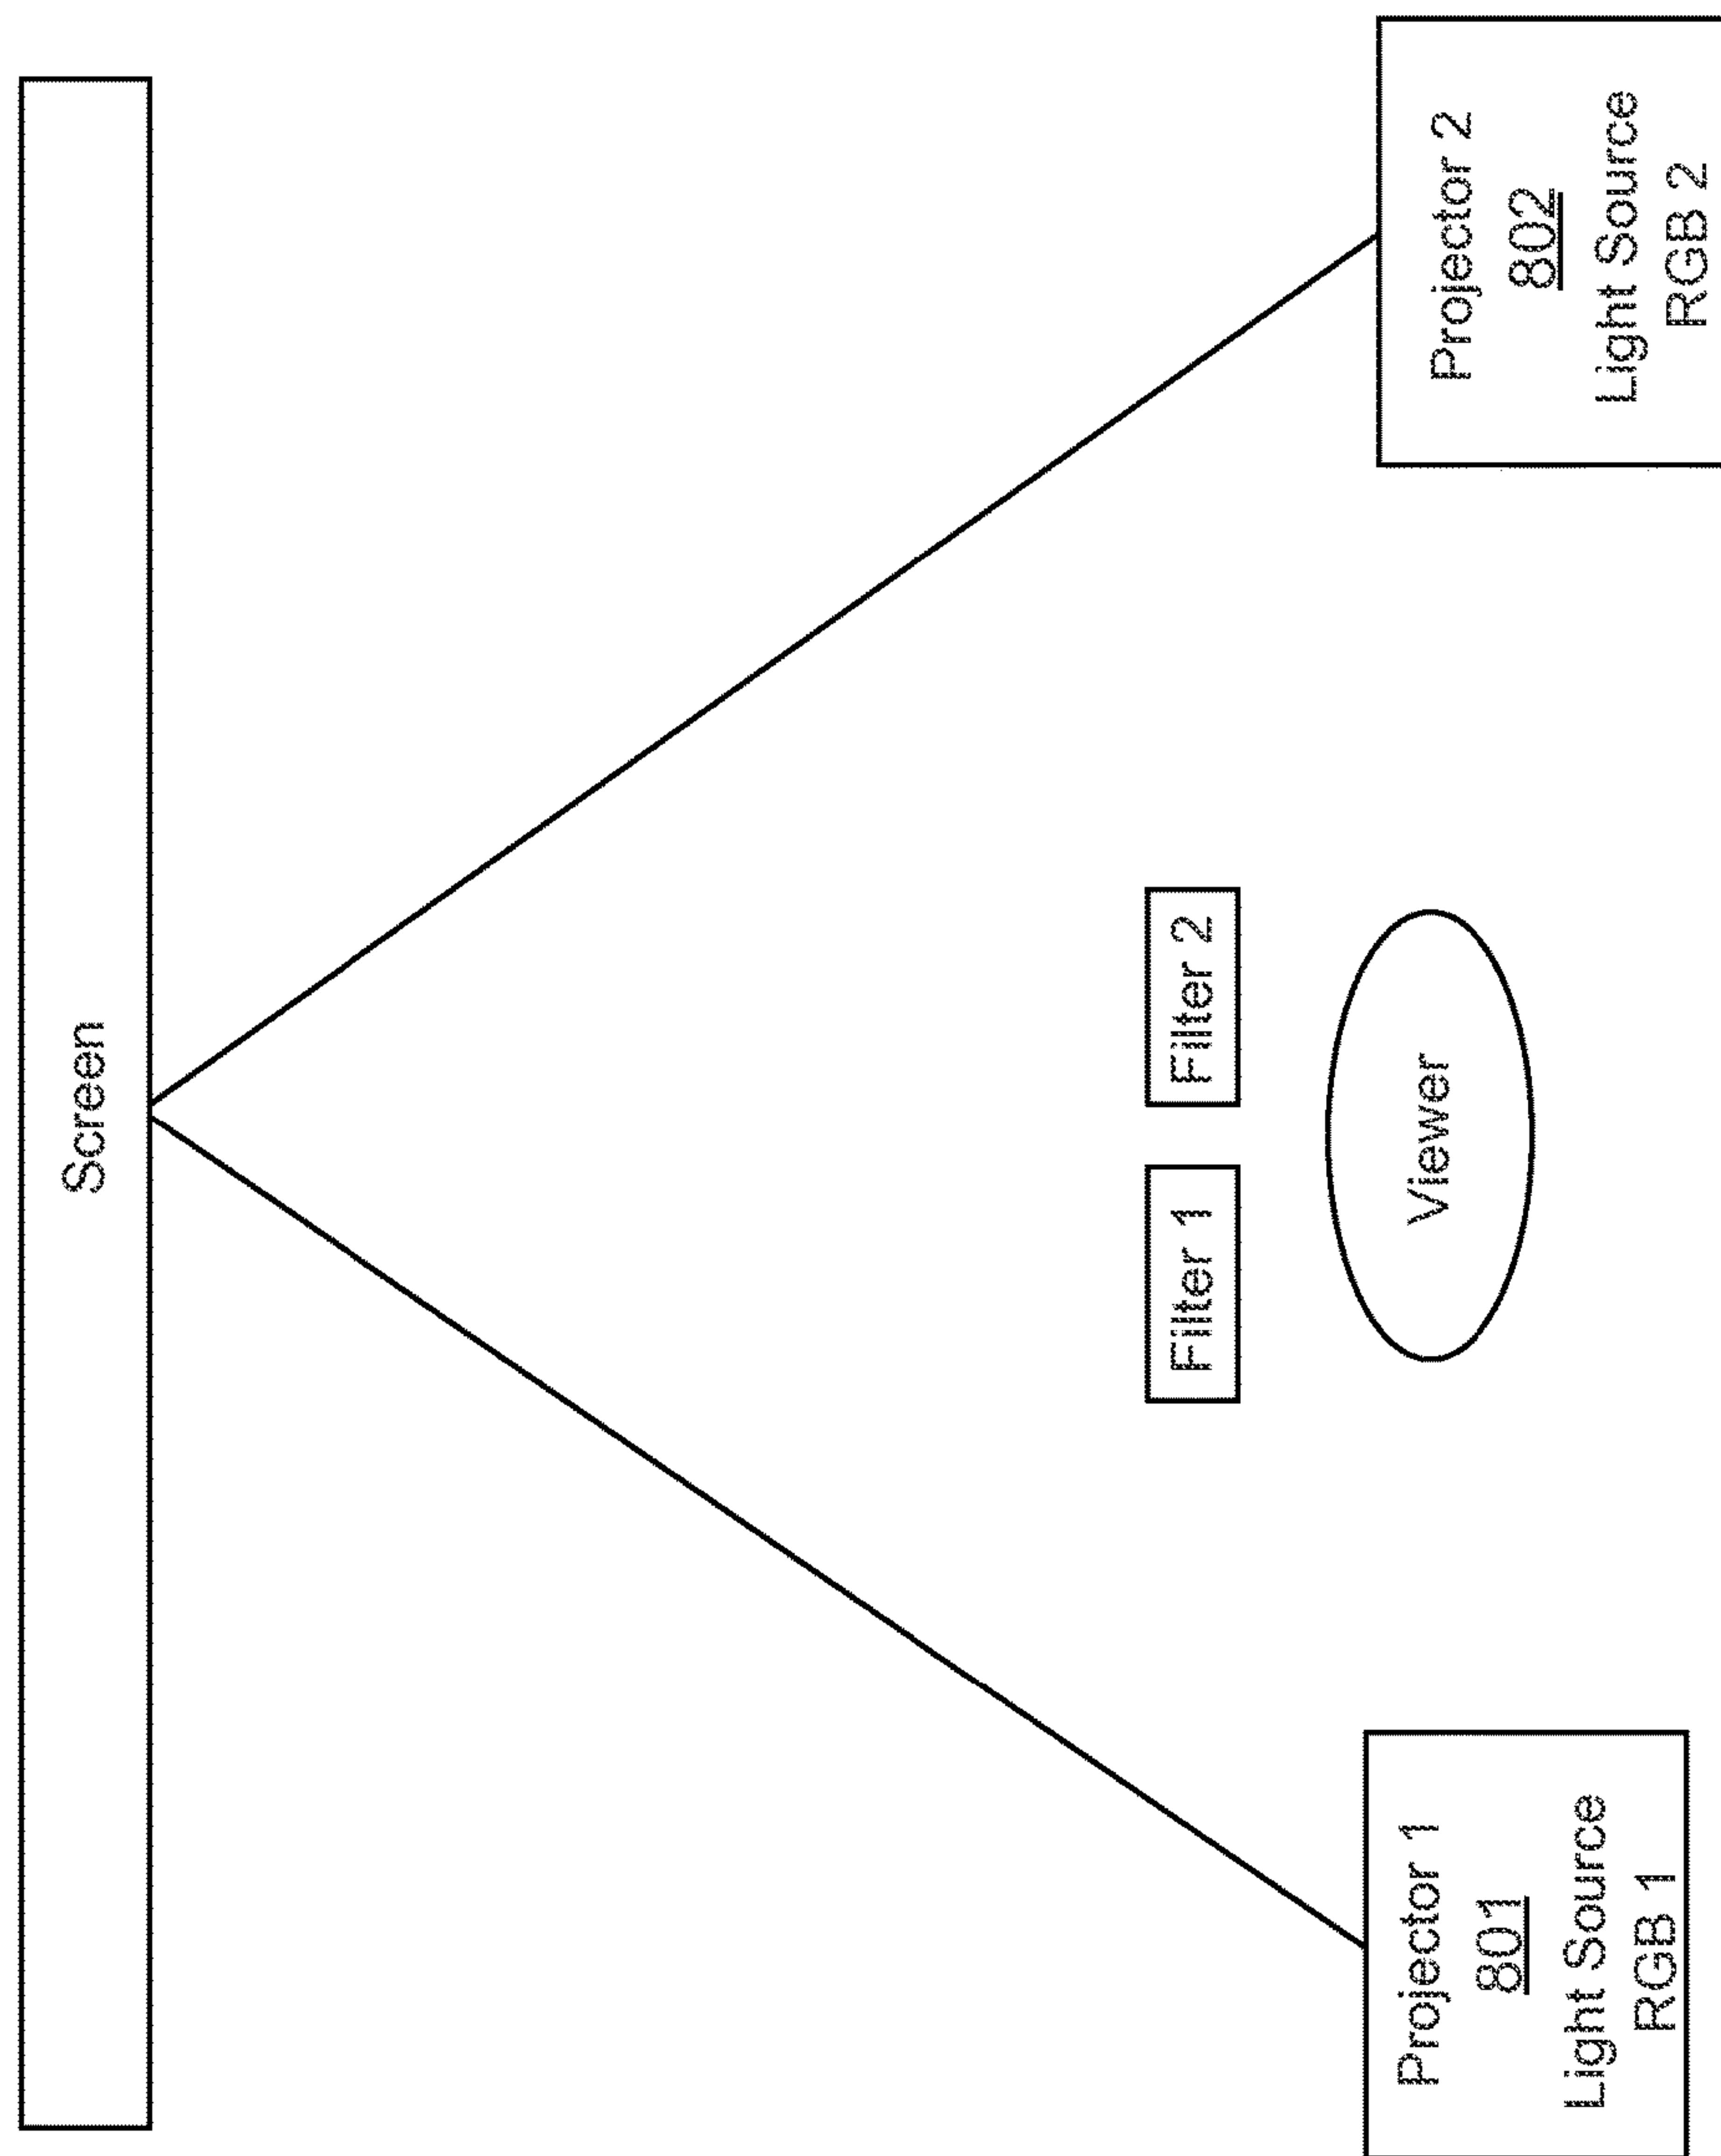 Screen
Filter 1
Filter 2
Viewer
Projector 1
801
Light Source
RGB 1
Projector 2
802
Light Source
RGB 2